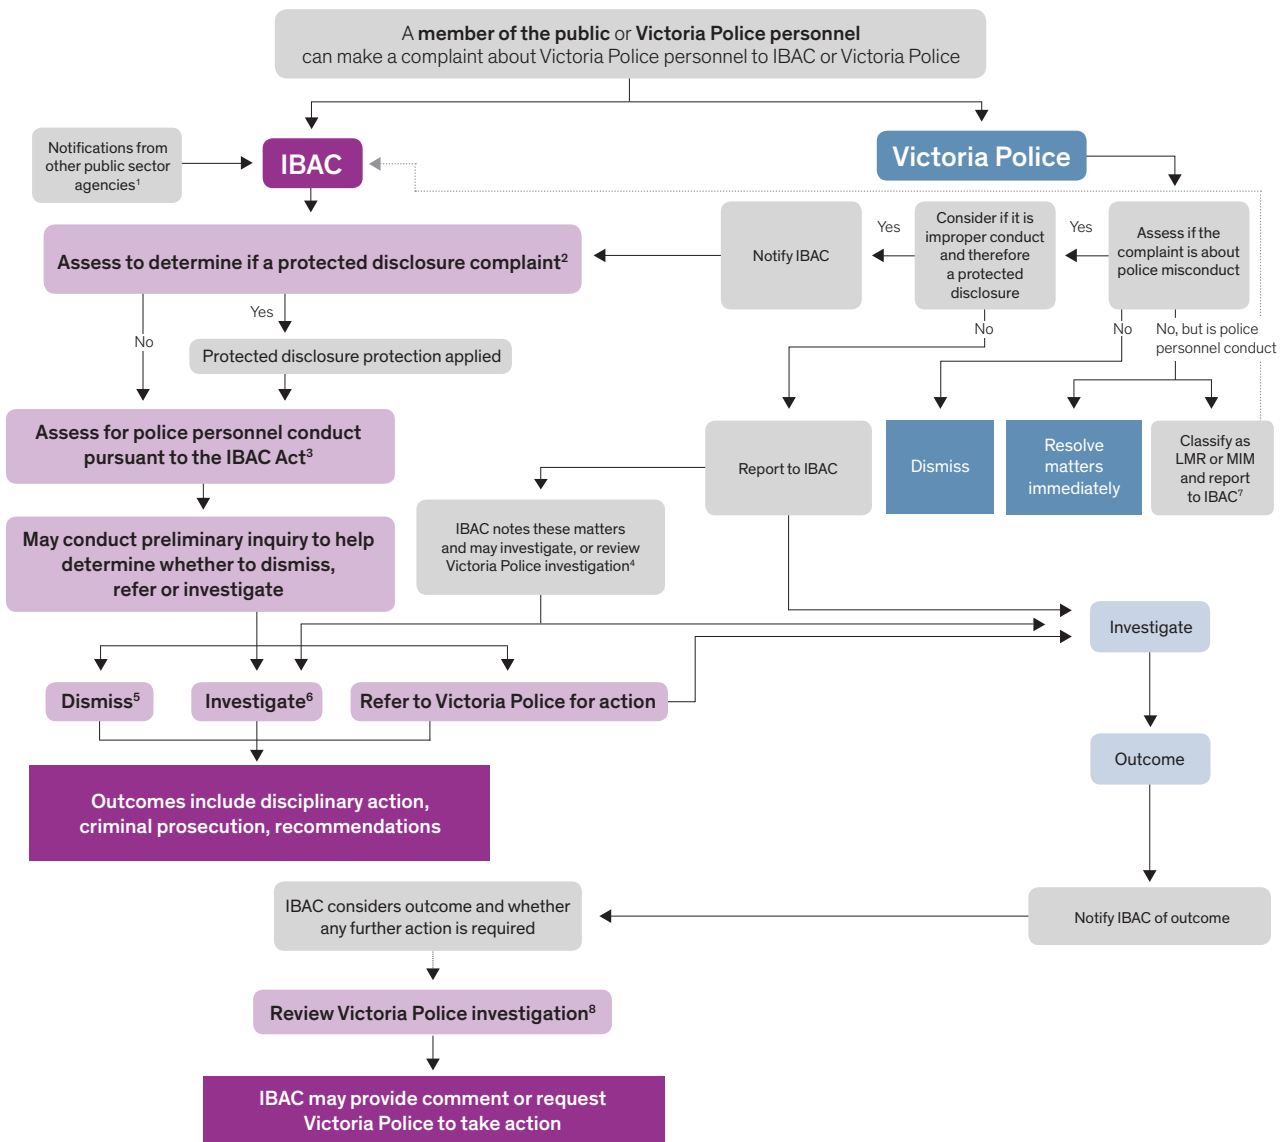 A member of the public or Victoria Police personnel
can make a complaint about Victoria Police personnel to IBAC or Victoria Police
Notifications from
other public sector
agencies¹
IBAC
Victoria Police
Assess to determine if a protected disclosure complaint²
Notify IBAC
Yes
Consider if it is
improper conduct
and therefore
a protected
disclosure
Yes
Assess if the
complaint is about
police misconduct
No
Yes
No
No
No, but is police
personnel conduct
Protected disclosure protection applied
Assess for police personnel conduct
pursuant to the IBAC Act³
Report to IBAC
Dismiss
Resolve
matters
immediately
Classify as
LMR or MIM
and report
to IBAC⁷
May conduct preliminary inquiry to help
determine whether to dismiss,
refer or investigate
IBAC notes these matters
and may investigate, or review
Victoria Police investigation⁴
Investigate
Dismiss⁵
Investigate⁶
Refer to Victoria Police for action
Outcome
Outcomes include disciplinary action,
criminal prosecution, recommendations
IBAC considers outcome and whether
any further action is required
Notify IBAC of outcome
Review Victoria Police investigation⁸
IBAC may provide comment or request
Victoria Police to take action